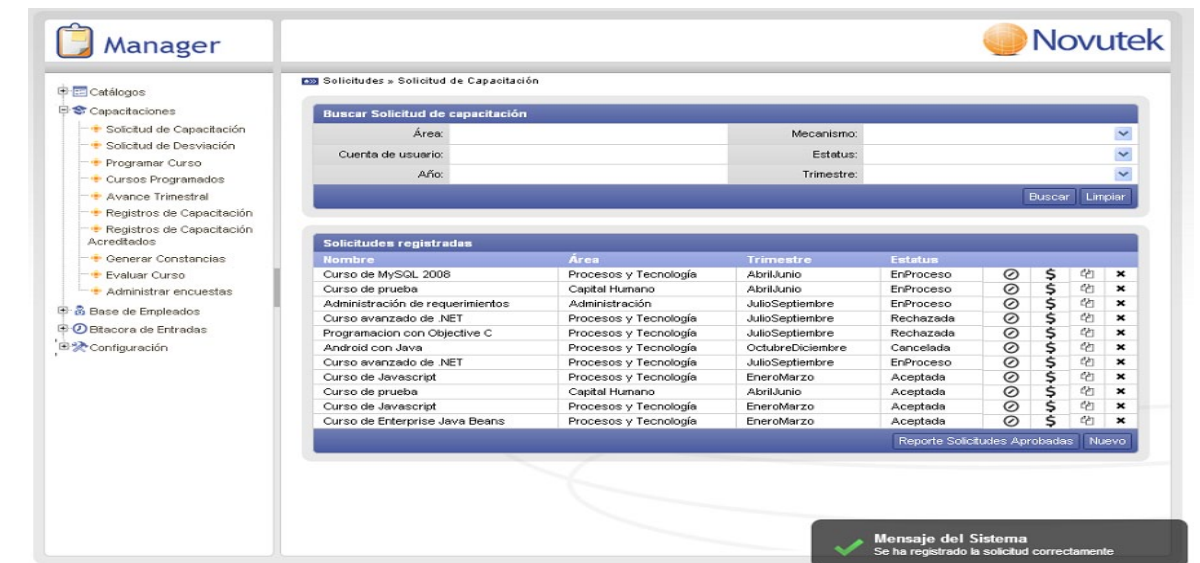 Manager
Novutek
Catálogos
Capacitaciones
Solicitud de Capacitación
Solicitud de Desviación
Programar Curso
Cursos Programados
Avance Trimestral
Registros de Capacitación
Registros de Capacitación
Acreditados
Generar Constancias
Evaluar Curso
Administrar encuestas
Base de Empleados
Bitacora de Entradas
Configuración
Solicitudes » Solicitud de Capacitación
Buscar Solicitud de capacitación
Área: Mecanismo:
Cuenta de usuario: Estatus:
Año: Trimestre:
Buscar Limpiar
Solicitudes registradas
Nombre Área Trimestre Estatus
Curso de MySQL 2008 Procesos y Tecnología AbrilJunio EnProceso
Curso de prueba Capital Humano AbrilJunio EnProceso
Administración de requerimientos Administración JulioSeptiembre EnProceso
Curso avanzado de .NET Procesos y Tecnología JulioSeptiembre Rechazada
Programacion con Objective C Procesos y Tecnología JulioSeptiembre Rechazada
Android con Java Procesos y Tecnología OctubreDiciembre Cancelada
Curso avanzado de .NET Procesos y Tecnología JulioSeptiembre EnProceso
Curso de Javascript Procesos y Tecnología EneroMarzo Aceptada
Curso de prueba Capital Humano AbrilJunio Aceptada
Curso de Javascript Procesos y Tecnología EneroMarzo Aceptada
Curso de Enterprise Java Beans Procesos y Tecnología EneroMarzo Aceptada
Reporte Solicitudes Aprobadas Nuevo
Mensaje del Sistema
Se ha registrado la solicitud correctamente